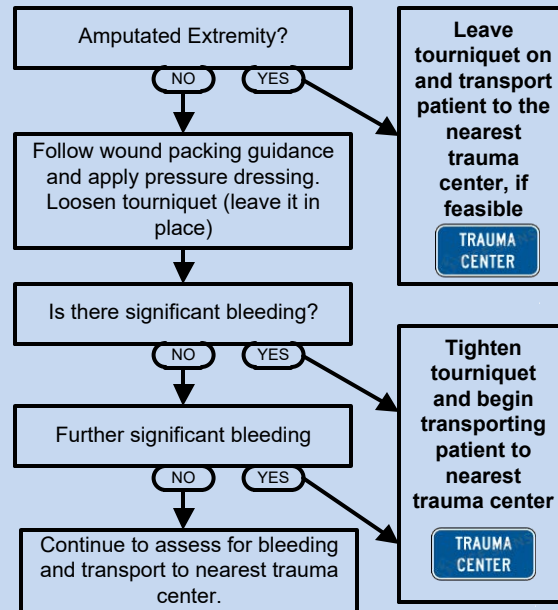 Amputated Extremity?
NO
YES
Leave
tourniquet on
and transport
patient to the
nearest
trauma
center, if
feasible
TRAUMA
CENTER
Follow wound packing guidance
and apply pressure dressing.
Loosen tourniquet (leave it in
place)
Is there significant bleeding?
NO
YES
Tighten
tourniquet
and begin
transporting
patient to
nearest
trauma center
TRAUMA
CENTER
Further significant bleeding
NO
YES
Continue to assess for bleeding
and transport to nearest trauma
center.